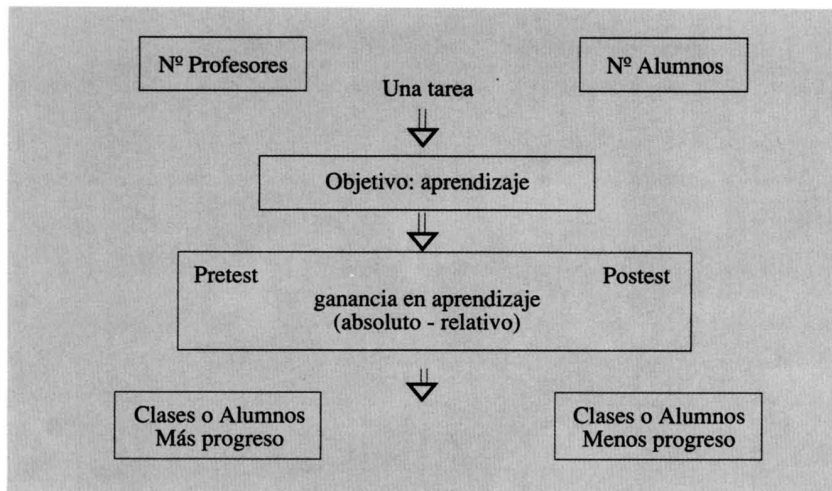 Nº Profesores
Nº Alumnos
Una tarea
Objetivo: aprendizaje
Pretest
Postest
ganancia en aprendizaje
(absoluto - relativo)
Clases o Alumnos
Más progreso
Clases o Alumnos
Menos progreso